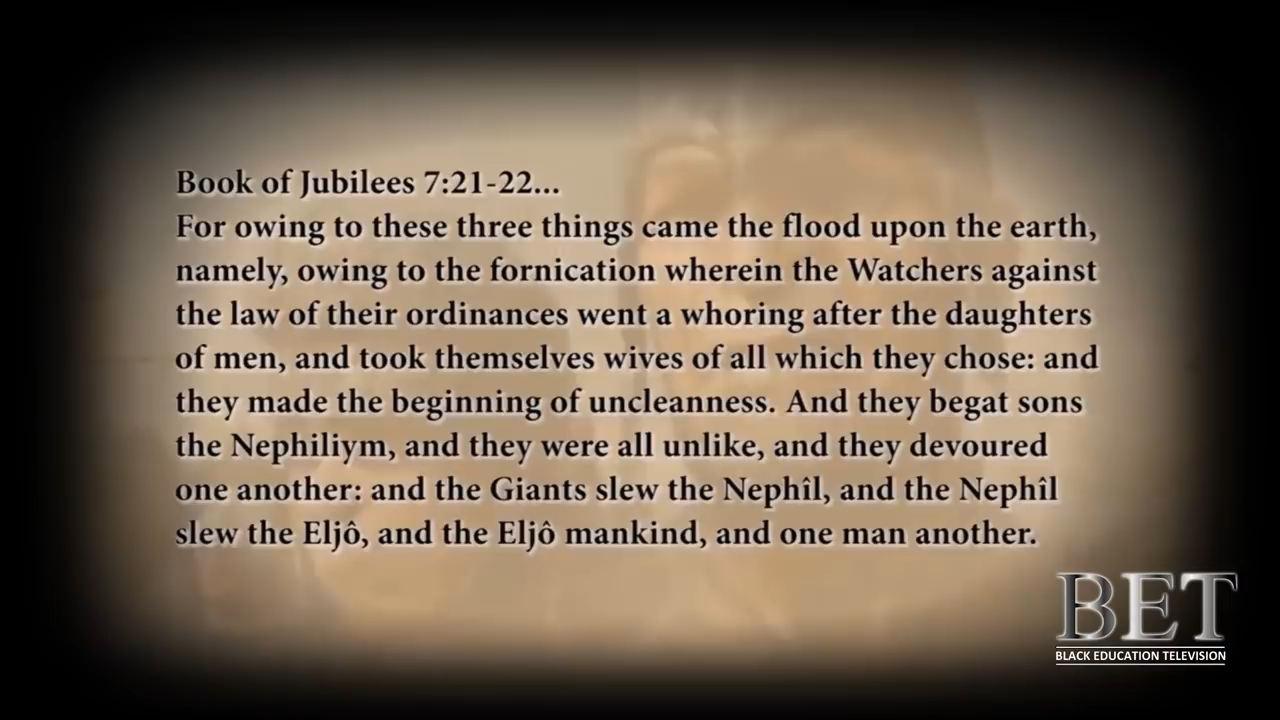 Book of Jubilees 7:21-22...
For owing to these three things came the flood upon the earth,
namely, owing to the fornication wherein the Watchers against
the law of their ordinances went a whoring after the daughters
of men, and took themselves wives of all which they chose: and
they made the beginning of uncleanness. And they begat sons
the Nephiliym, and they were all unlike, and they devoured
one another: and the Giants slew the Nephîl, and the Nephîl
slew the Eljô, and the Eljô mankind, and one man another.
BET
BLACK EDUCATION TELEVISION